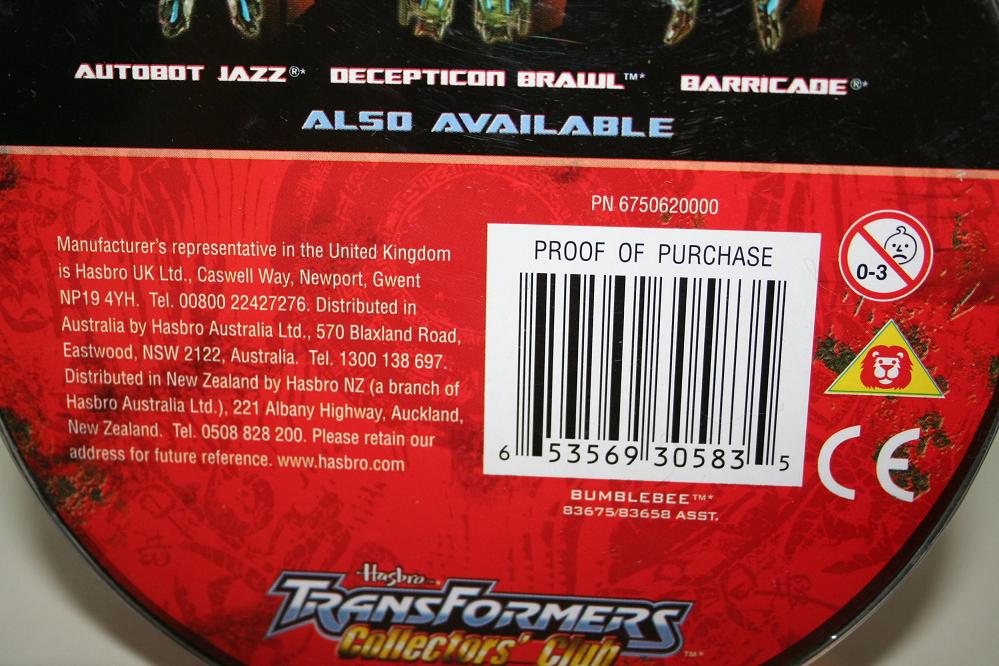 AUTOBOT JAZZ®* DECEPTICON BRAWL™* BARRICADE®*
ALSO AVAILABLE
PN 6750620000
Manufacturer's representative in the United Kingdom
is Hasbro UK Ltd., Caswell Way, Newport, Gwent
NP19 4YH. Tel. 00800 22427276. Distributed in
Australia by Hasbro Australia Ltd., 570 Blaxland Road,
Eastwood, NSW 2122, Australia. Tel. 1300 138 697.
Distributed in New Zealand by Hasbro NZ (a branch of
Hasbro Australia Ltd.), 221 Albany Highway, Auckland,
New Zealand. Tel. 0508 828 200. Please retain our
address for future reference. www.hasbro.com
PROOF OF PURCHASE
6 53569 30583 5
BUMBLEBEE™*
83675/83658 ASST.
0-3
CE
Hasbro
TRANSFORMERS
Collectors' Club ™